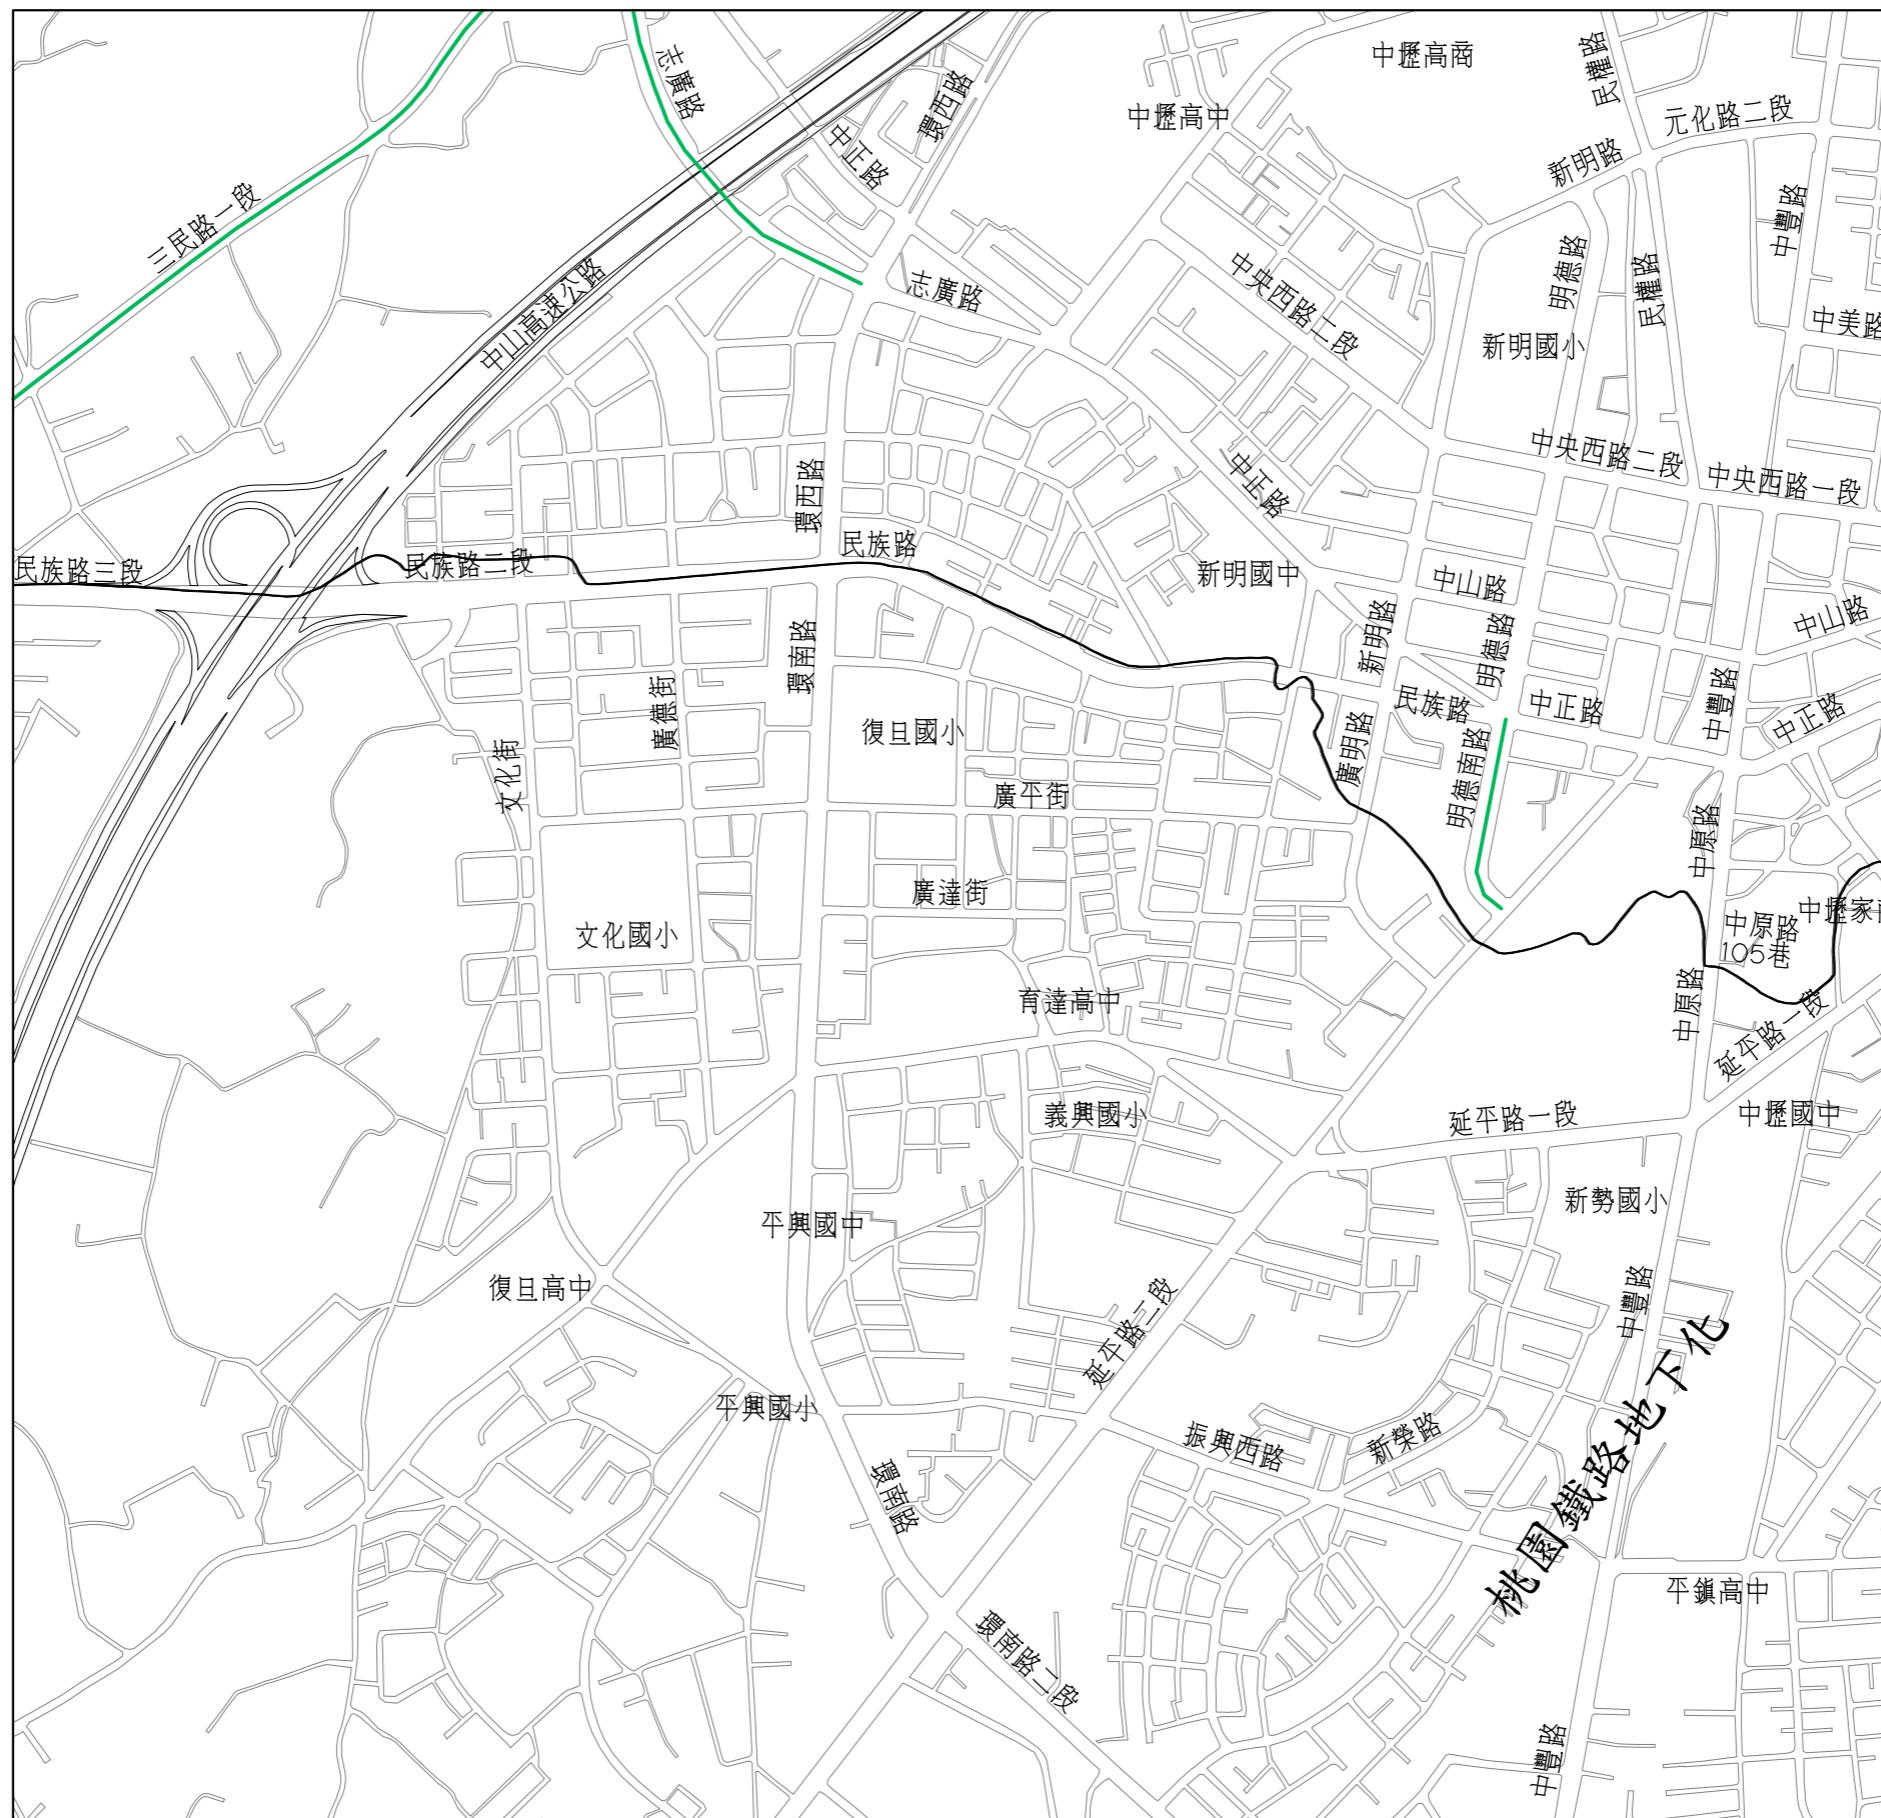 中壢高商
民權路
志廣路
環西路
中壢高中
元化路二段
中正路
新明路
三民路一段
中豐路
中央西路二段
明德路
民權路
志廣路
中山高速公路
中美路
新明國小
中央西路二段
中央西路一段
中正路
環西路
民族路
民族路三段
民族路二段
新明國中
中山路
中山路
新明路
明德路
環南路
廣德街
民族路
中正路
中豐路
中正路
復旦國小
廣明路
明德南路
文化街
廣平街
中原路
廣達街
中壢家商
文化國小
中原路
105巷
育達高中
中原路
延平路一段
義興國小
延平路一段
中壢國中
新勢國小
平興國中
復旦高中
中豐路
延平路二段
桃園鐵路地下化
平興國小
振興西路
新榮路
環南路
平鎮高中
環南路二段
中豐路